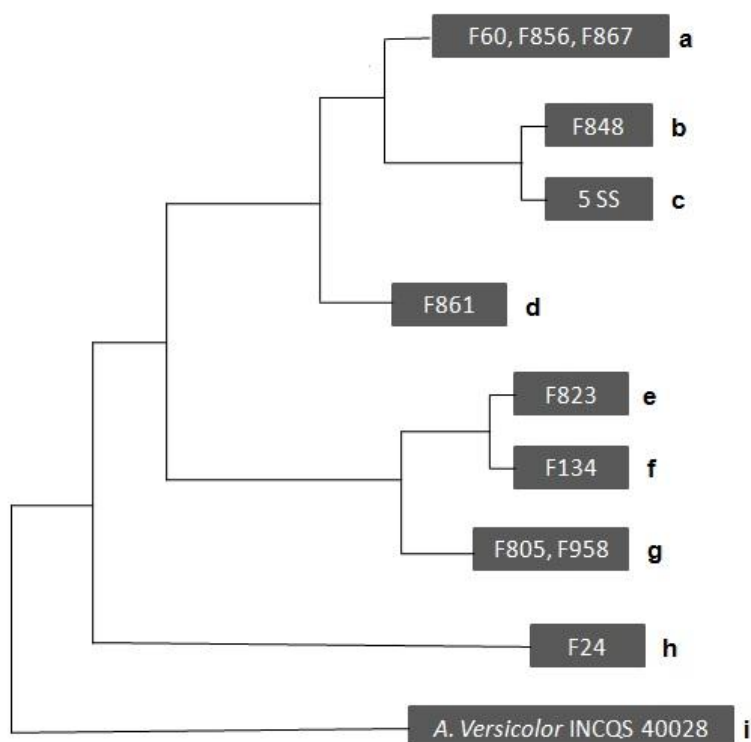 F60, F856, F867 a
F848 b
5 SS c
F861 d
F823 e
F134 f
F805, F958 g
F24 h
A. Versicolor INCQS 40028 i